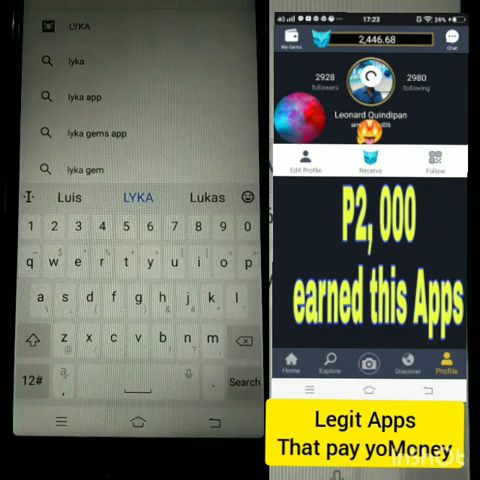 LYKA
lyka
lyka app
lyka gems app
lyka gem
Luis LYKA Lukas
1 2 3 4 5 6 7 8 9 0
q w e r t y u i o p
a s d f g h j k l
z x c v b n m
12# , . Search
4G 17:23 29%
My Gems 2,446.68 Chat
2928 2980
followers following
Leonard Quindipan
Edit Profile Receive Follow
P2, 000
earned this Apps
Home Explore Discover Profile
Legit Apps
That pay yoMoney